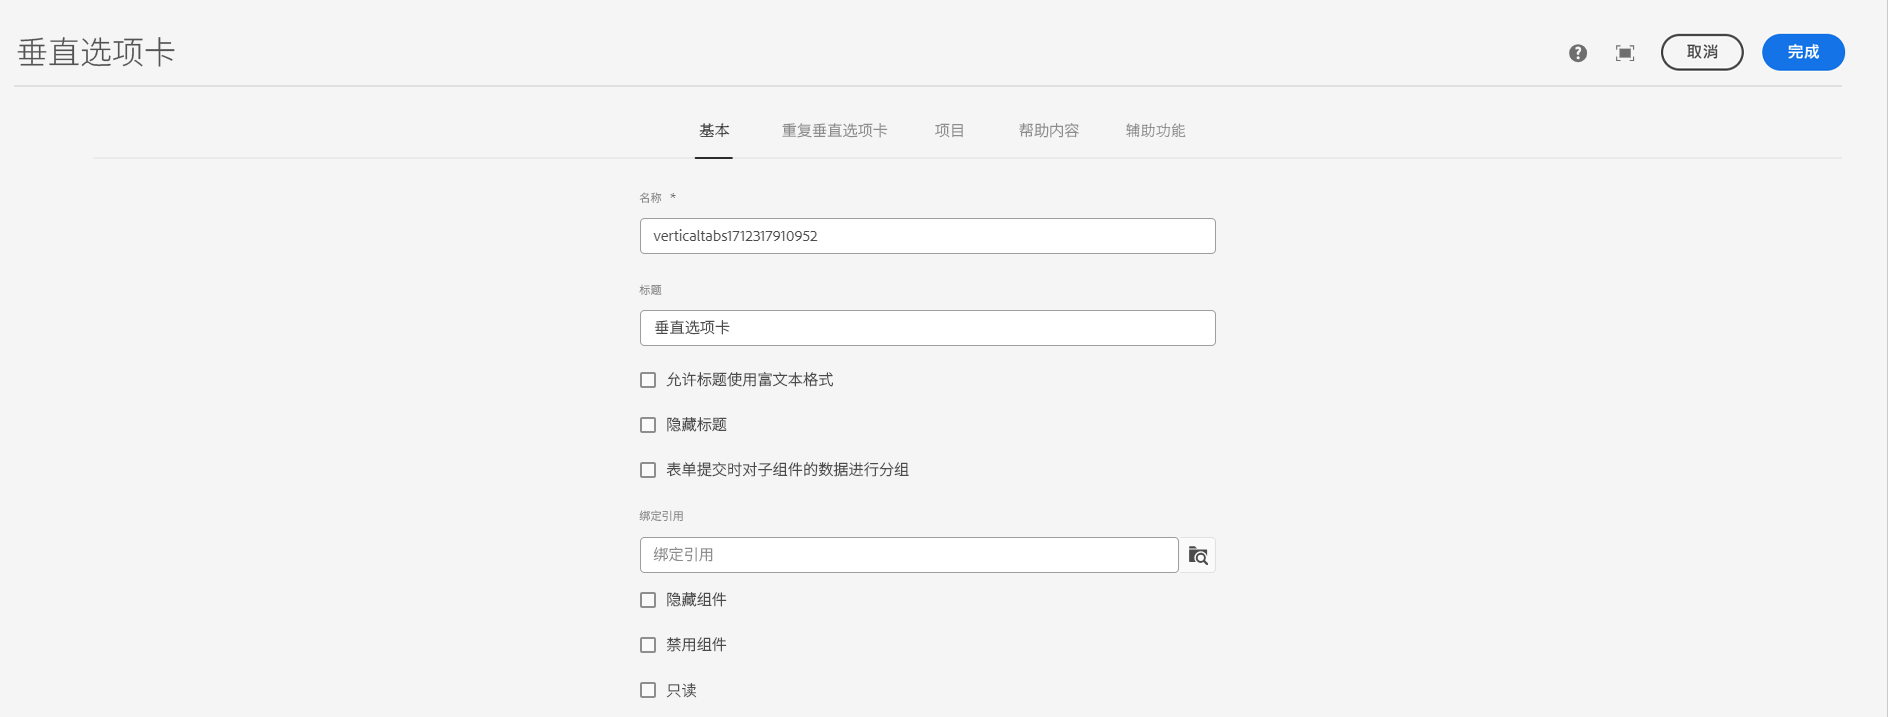 垂直选项卡
取消
完成
基本
重复垂直选项卡
项目
帮助内容
辅助功能
名称 *
verticaltabs1712317910952
标题
垂直选项卡
允许标题使用富文本格式
隐藏标题
表单提交时对子组件的数据进行分组
绑定引用
绑定引用
隐藏组件
禁用组件
只读